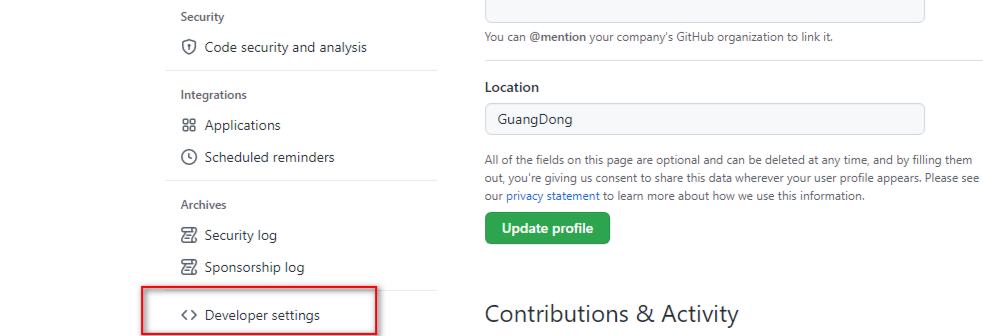 Security
Code security and analysis
Integrations
Applications
Scheduled reminders
Archives
Security log
Sponsorship log
Developer settings
You can @mention your company's GitHub organization to link it.
Location
GuangDong
All of the fields on this page are optional and can be deleted at any time, and by filling them
out, you're giving us consent to share this data wherever your user profile appears. Please see
our privacy statement to learn more about how we use this information.
Update profile
Contributions & Activity